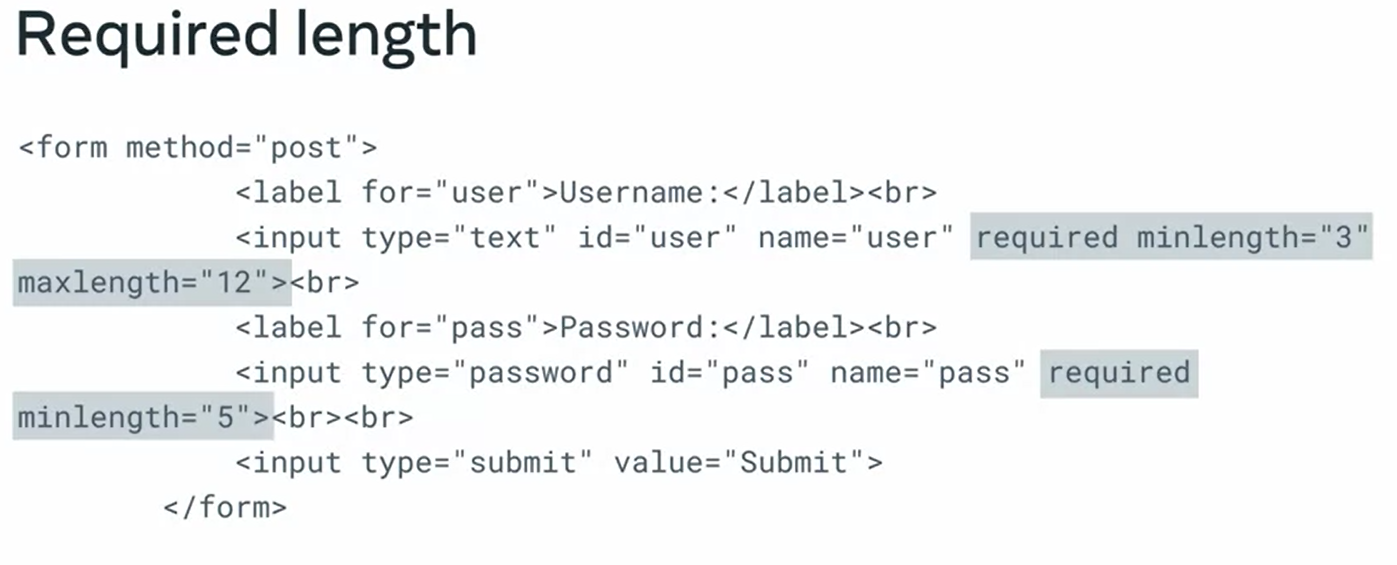 Required length
<form method="post">
<label for="user">Username:</label><br>
<input type="text" id="user" name="user" required minlength="3"
maxlength="12"><br>
<label for="pass">Password:</label><br>
<input type="password" id="pass" name="pass" required
minlength="5"><br><br>
<input type="submit" value="Submit">
</form>